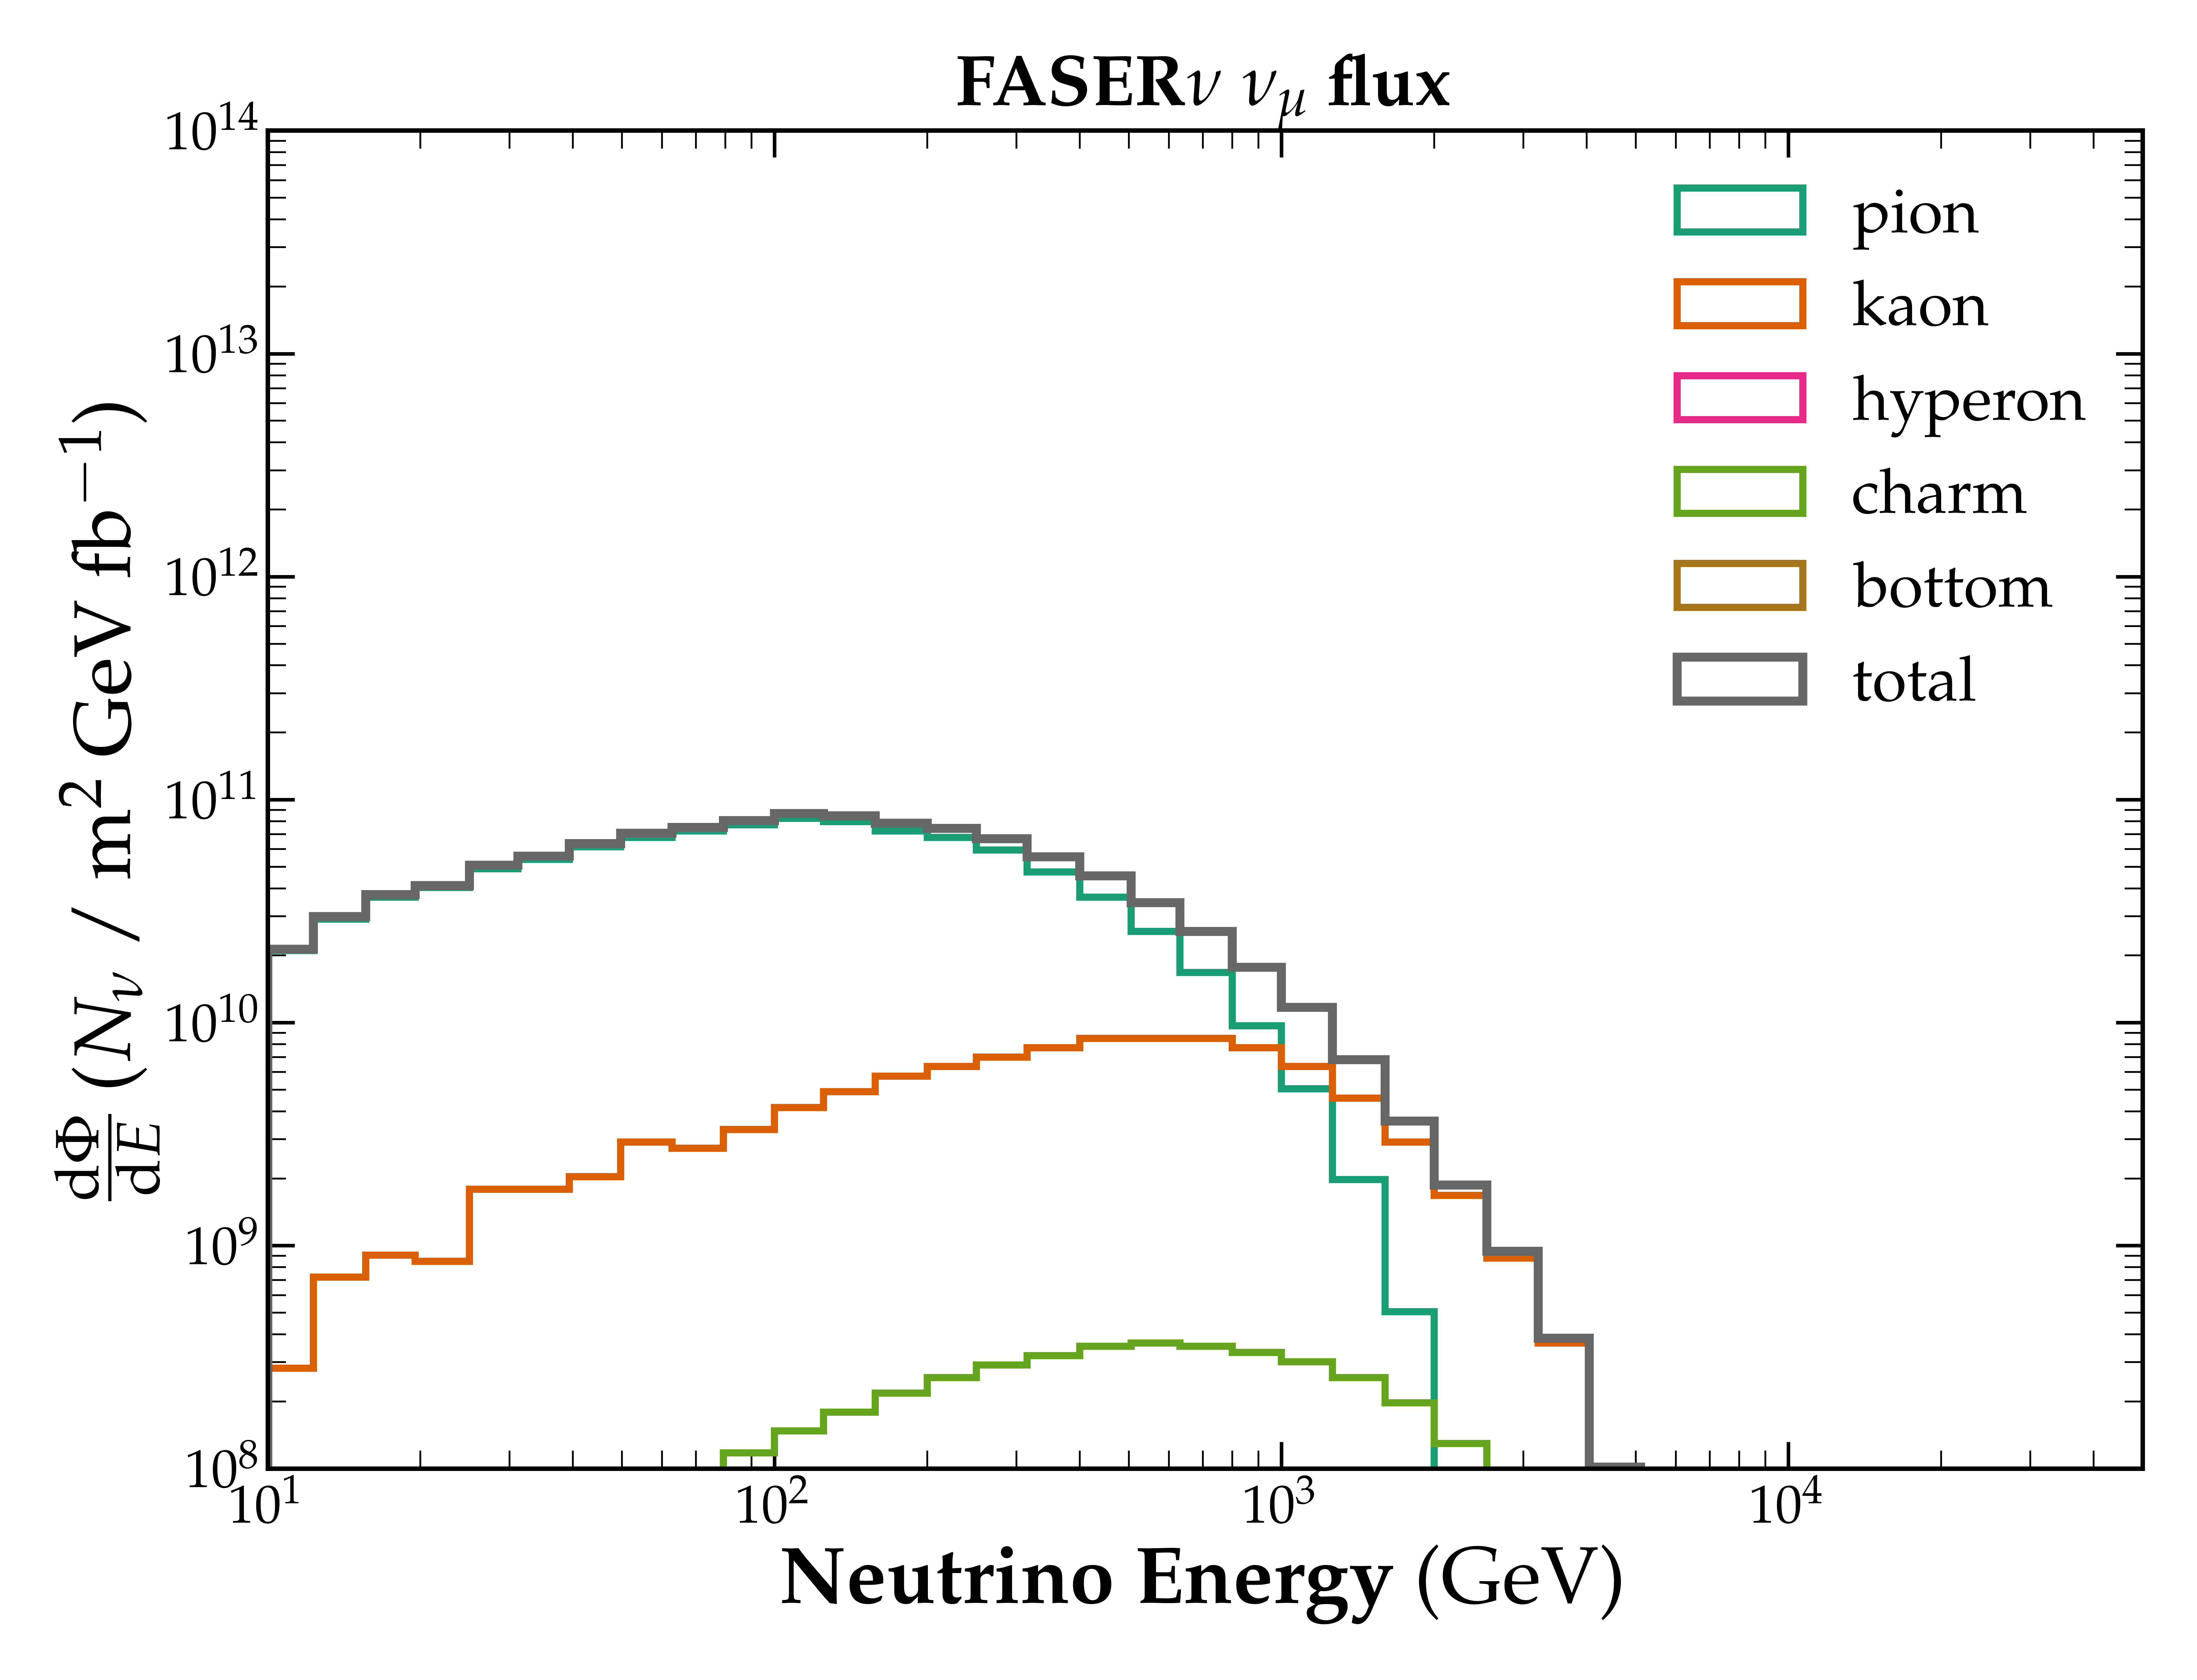 FASERν ν_μ flux
10^14
10^13
10^12
10^11
10^10
10^9
10^8
dΦ/dE (N_ν / m^2 GeV fb^−1)
pion
kaon
hyperon
charm
bottom
total
10^1 10^2 10^3 10^4
Neutrino Energy (GeV)